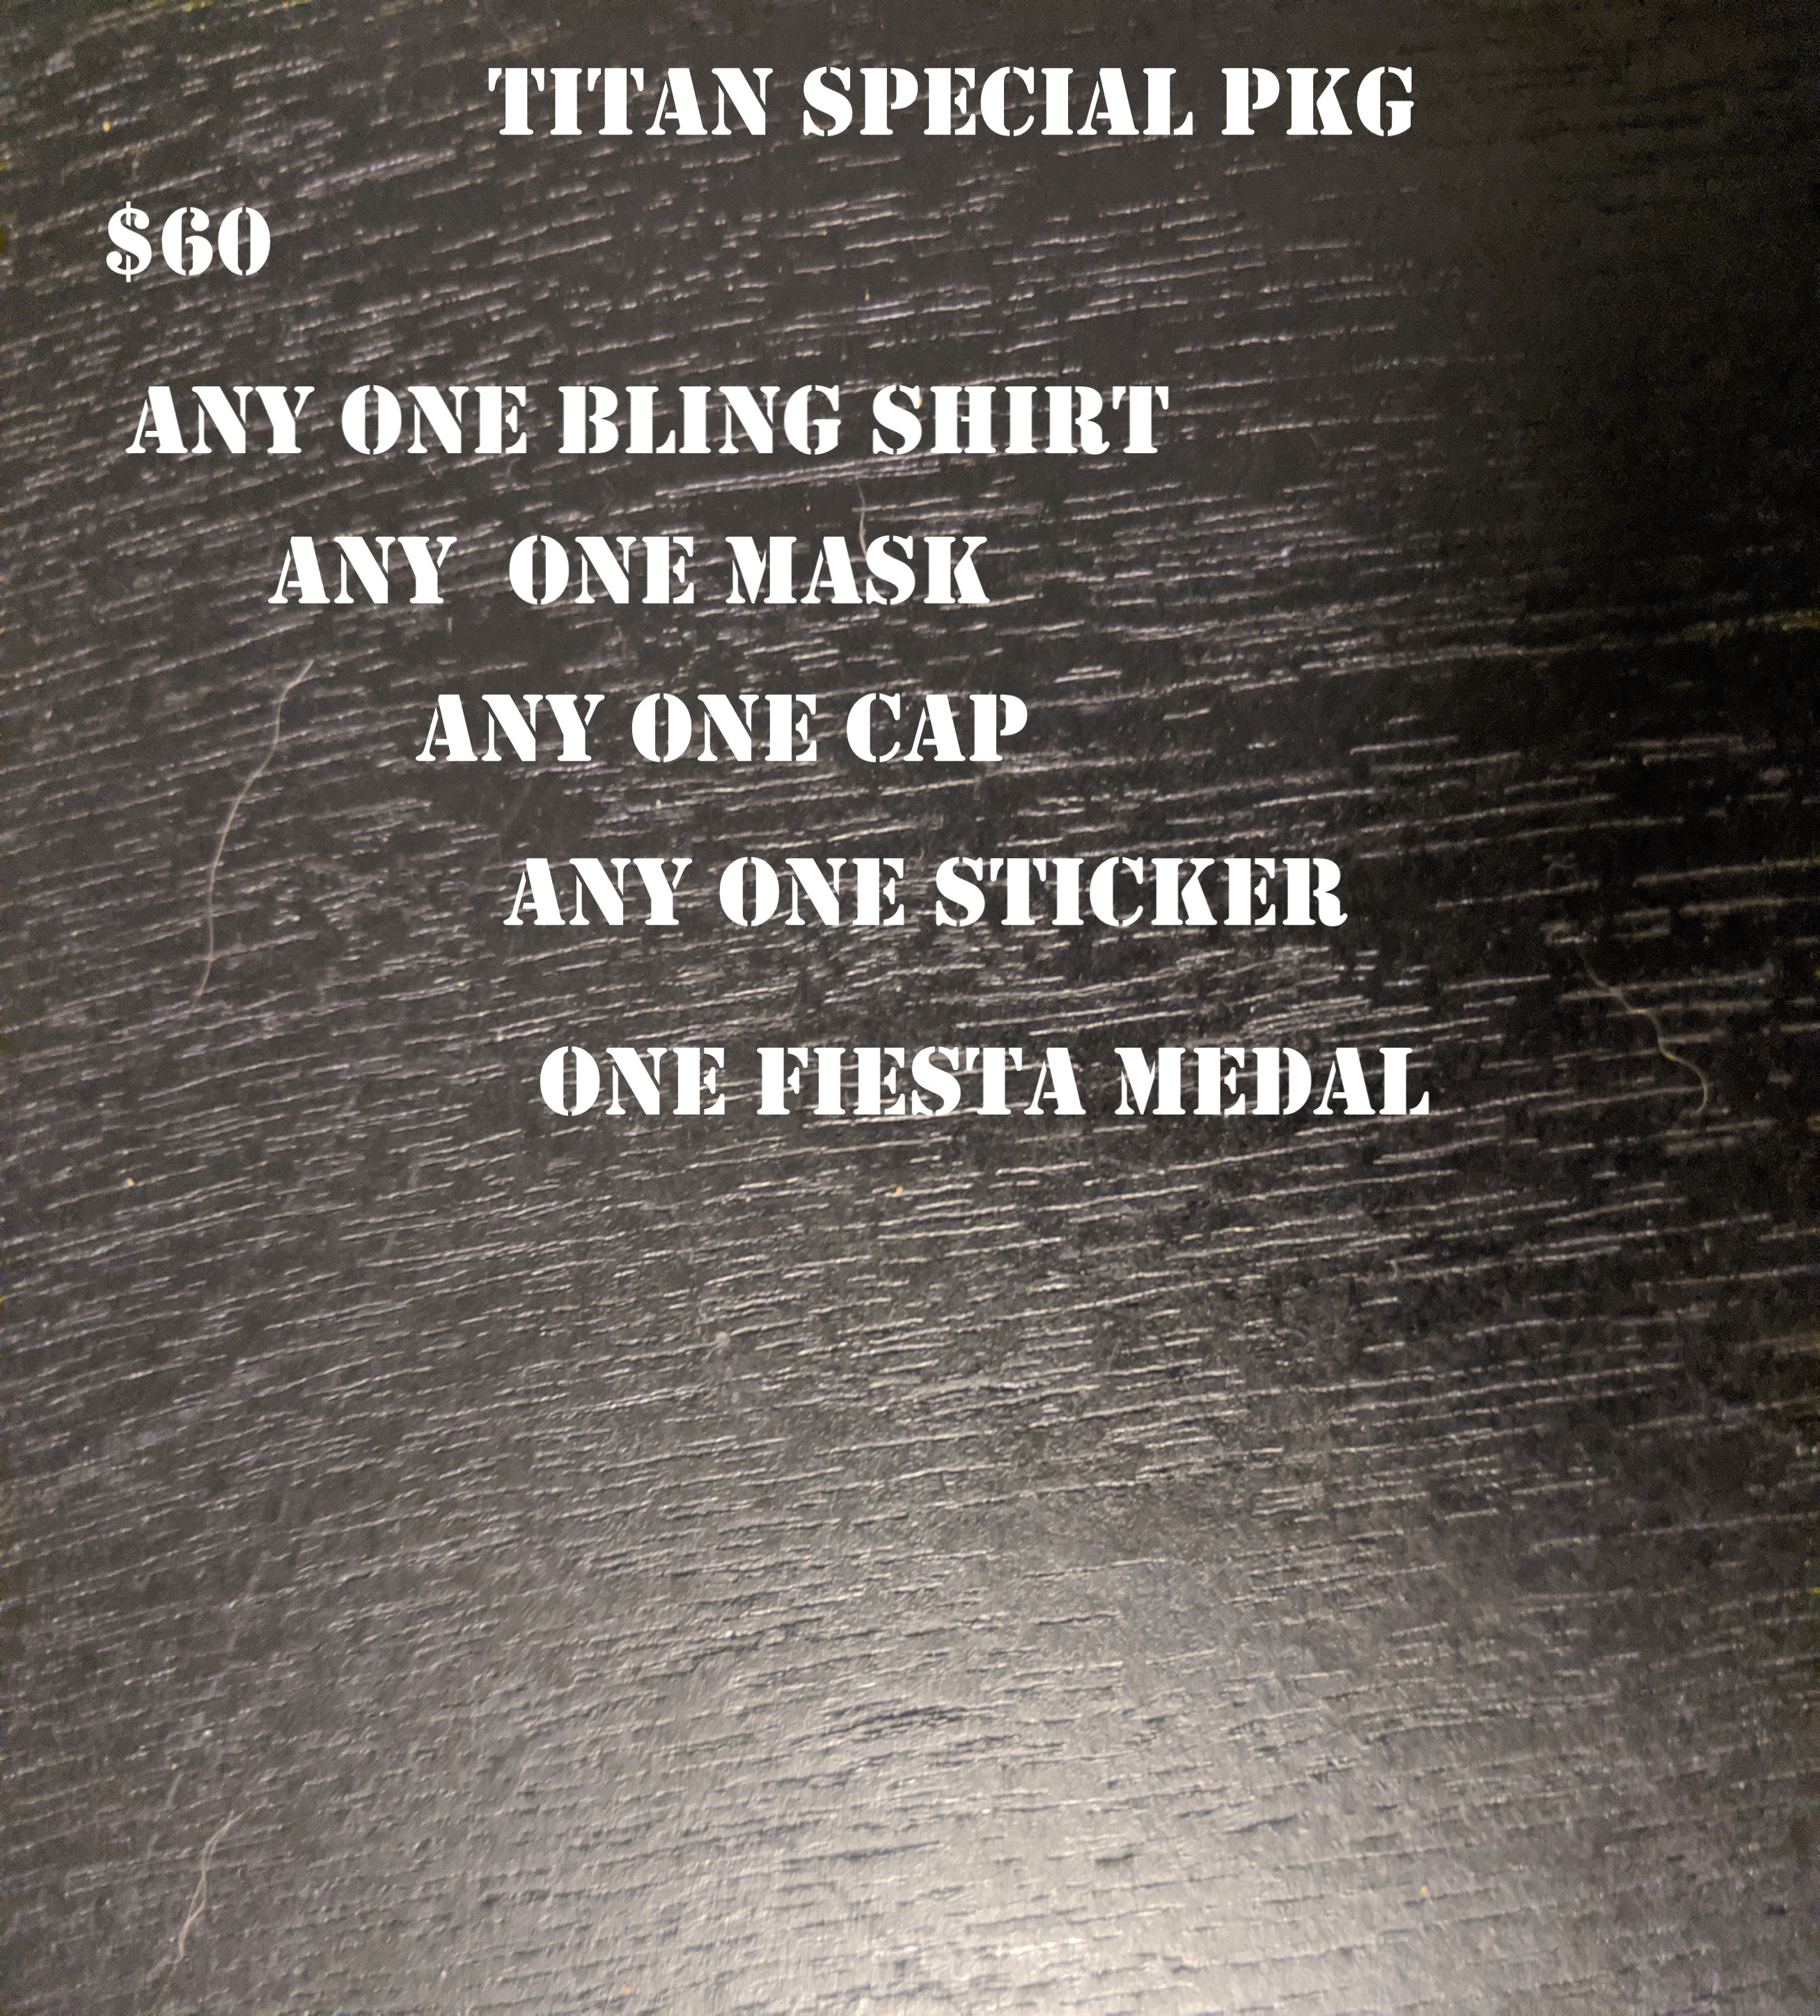 TITAN SPECIAL PKG
$60
ANY ONE BLING SHIRT
ANY  ONE MASK
ANY ONE CAP
ANY ONE STICKER
ONE FIESTA MEDAL